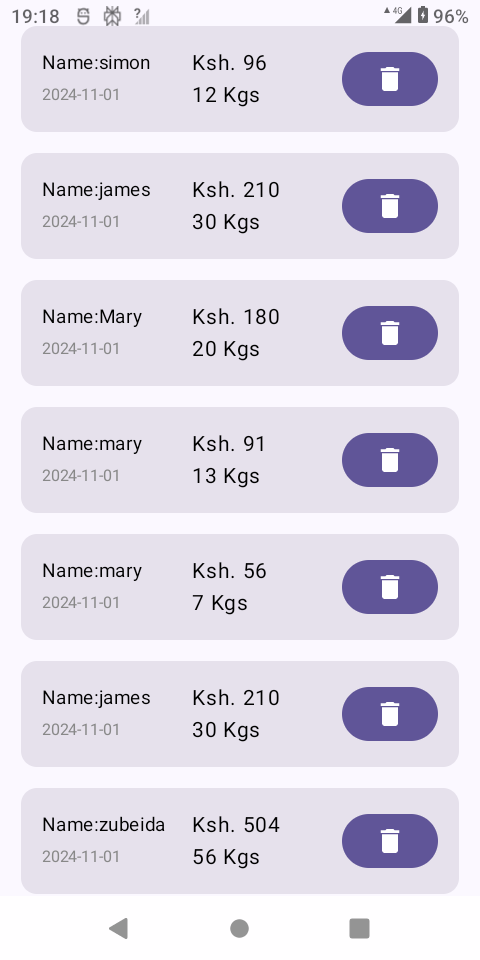 19:18
?
4G
96%
Name:simon
Ksh. 96
2024-11-01
12 Kgs
Name:james
Ksh. 210
2024-11-01
30 Kgs
Name:Mary
Ksh. 180
2024-11-01
20 Kgs
Name:mary
Ksh. 91
2024-11-01
13 Kgs
Name:mary
Ksh. 56
2024-11-01
7 Kgs
Name:james
Ksh. 210
2024-11-01
30 Kgs
Name:zubeida
Ksh. 504
2024-11-01
56 Kgs